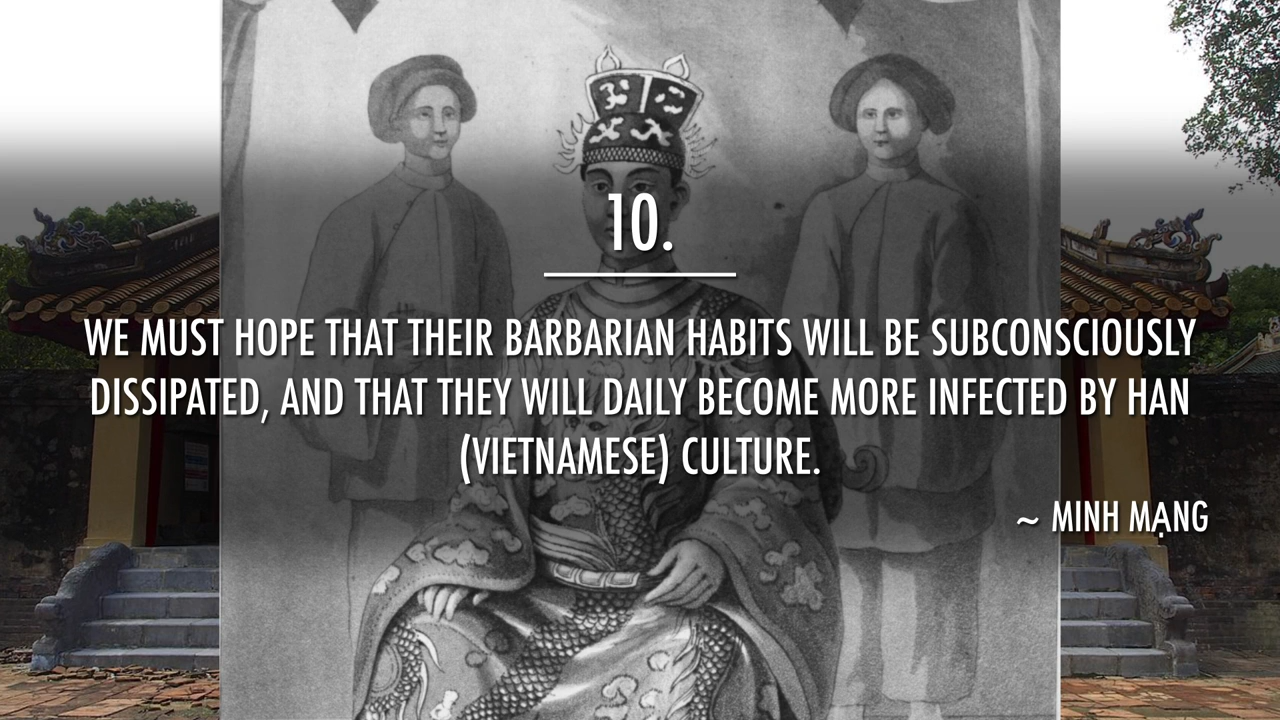 10.
WE MUST HOPE THAT THEIR BARBARIAN HABITS WILL BE SUBCONSCIOUSLY
DISSIPATED, AND THAT THEY WILL DAILY BECOME MORE INFECTED BY HAN
(VIETNAMESE) CULTURE.
~ MINH MẠNG